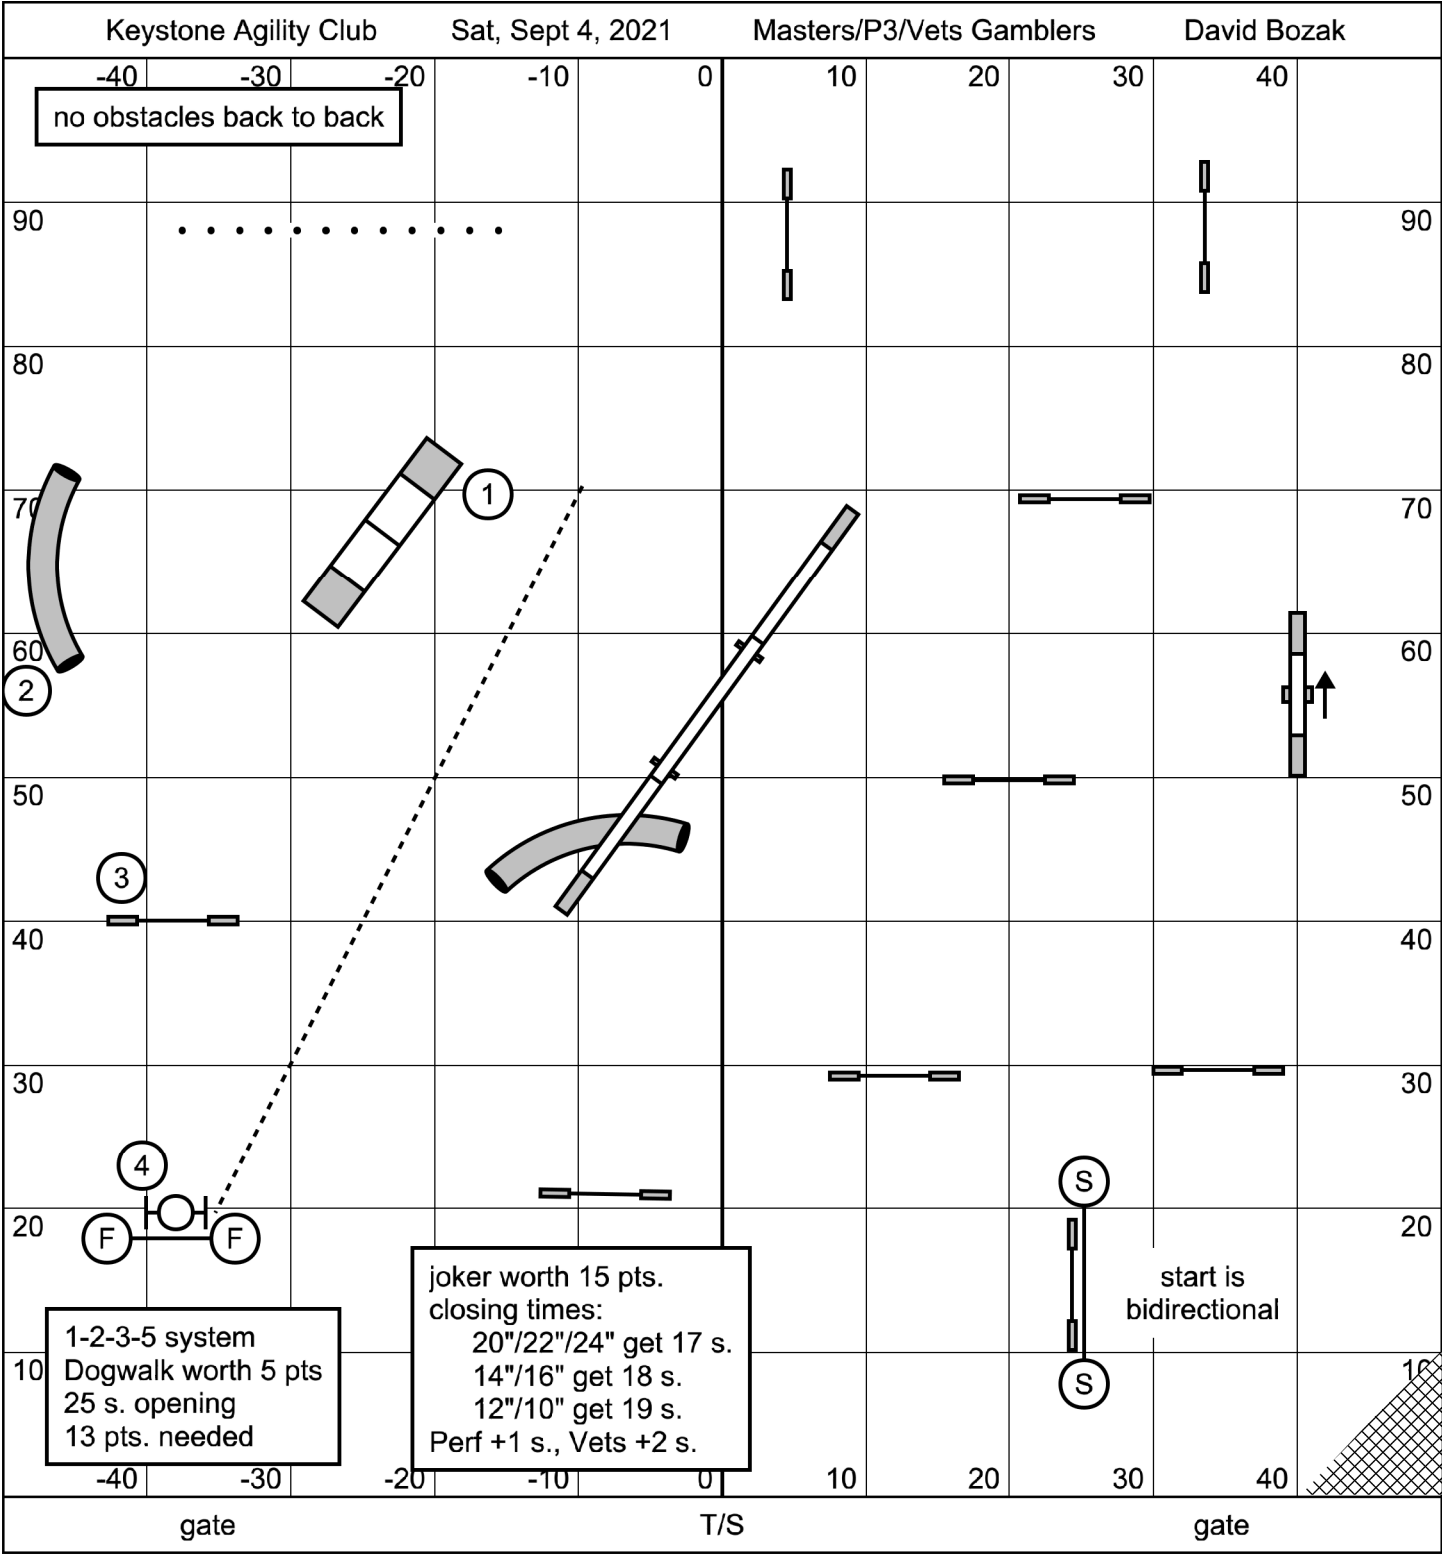 Keystone Agility Club Sat, Sept 4, 2021 Masters/P3/Vets Gamblers David Bozak
-40 -30 -20 -10 0 10 20 30 40
no obstacles back to back
90 90
80 80
1
70 70
60 60
2
50 50
3
40 40
30 30
4
S
20 20
F F
joker worth 15 pts.
closing times:
20"/22"/24" get 17 s.
14"/16" get 18 s.
12"/10" get 19 s.
Perf +1 s., Vets +2 s.
start is
bidirectional
1-2-3-5 system
Dogwalk worth 5 pts
25 s. opening
13 pts. needed
10 10
S
-40 -30 -20 -10 0 10 20 30 40
gate T/S gate